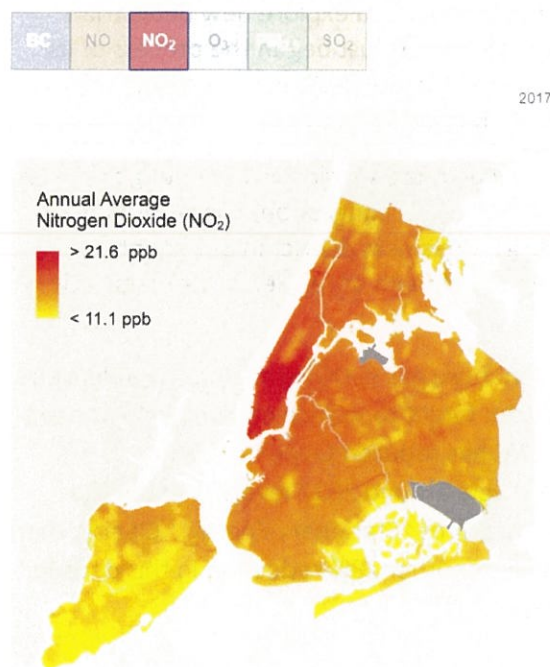 BC NO NO₂ O₃ SO₂
2017
Annual Average
Nitrogen Dioxide (NO₂)
> 21.6 ppb
< 11.1 ppb